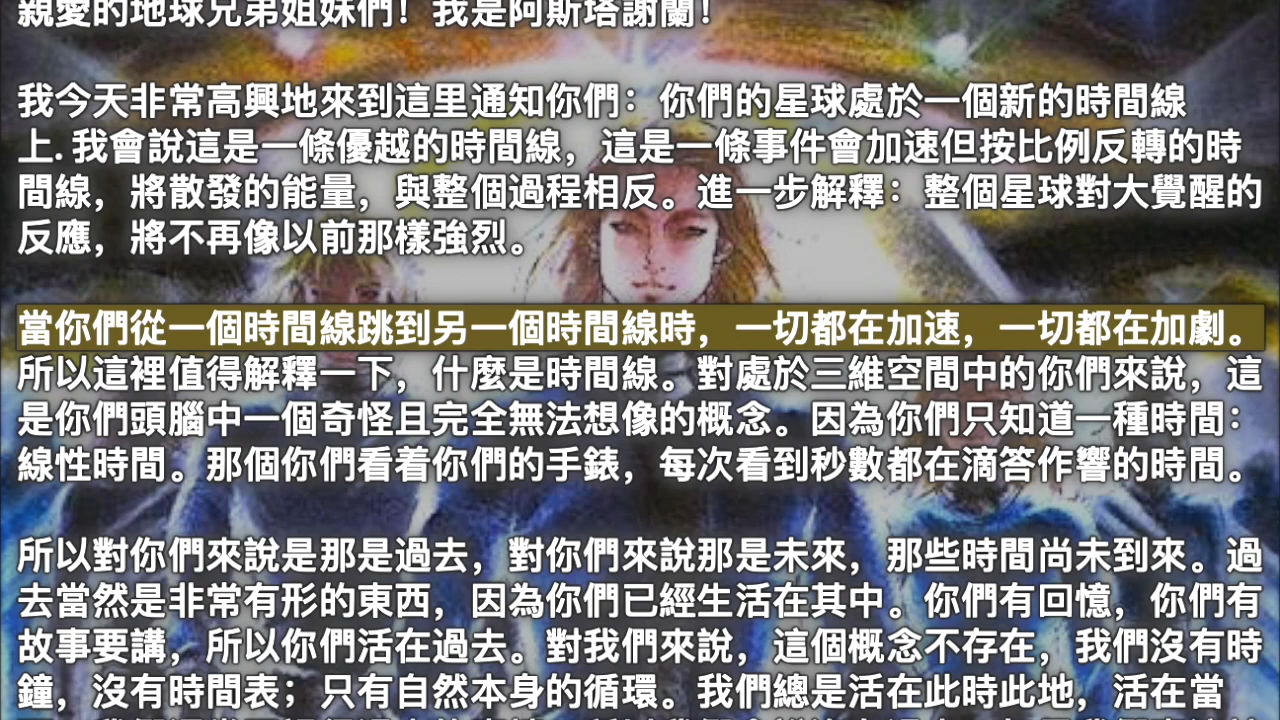 親愛的地球兄弟姐妹們！我是阿斯塔謝蘭！
我今天非常高興地來到這里通知你們：你們的星球處於一個新的時間線
上. 我會說這是一條優越的時間線，這是一條事件會加速但按比例反轉的時
間線，將散發的能量，與整個過程相反。進一步解釋：整個星球對大覺醒的
反應，將不再像以前那樣強烈。
當你們從一個時間線跳到另一個時間線時，一切都在加速，一切都在加劇。
所以這裡值得解釋一下，什麼是時間線。對處於三維空間中的你們來說，這
是你們頭腦中一個奇怪且完全無法想像的概念。因為你們只知道一種時間：
線性時間。那個你們看着你們的手錶，每次看到秒數都在滴答作響的時間。
所以對你們來說是那是過去，對你們來說那是未來，那些時間尚未到來。過
去當然是非常有形的東西，因為你們已經生活在其中。你們有回憶，你們有
故事要講，所以你們活在過去。對我們來說，這個概念不存在，我們沒有時
鐘，沒有時間表；只有自然本身的循環。我們總是活在此時此地，活在當